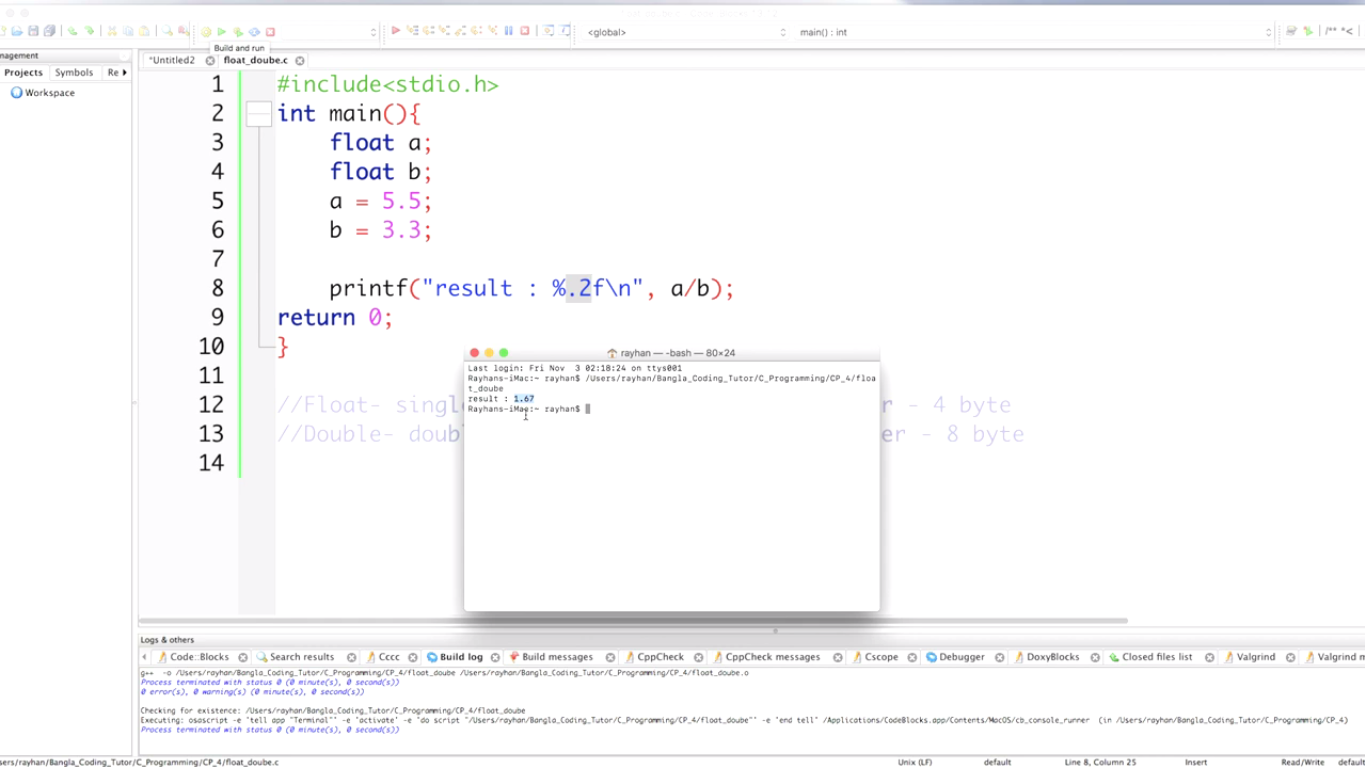 <global>
main() : int
Build and run
nagement
*Untitled2
float_doube.c
Projects
Symbols
Re
Workspace
1 #include<stdio.h>
2 int main(){
3 float a;
4 float b;
5 a = 5.5;
6 b = 3.3;
7
8 printf("result : %.2f\n", a/b);
9 return 0;
10 }
11
12 //Float- singl r - 4 byte
13 //Double- doub er - 8 byte
14
rayhan — -bash — 80×24
Last login: Fri Nov 3 02:18:24 on ttys001
Rayhans-iMac:~ rayhan$ /Users/rayhan/Bangla_Coding_Tutor/C_Programming/CP_4/floa
t_doube
result : 1.67
Rayhans-iMac:~ rayhan$
Logs & others
Code::Blocks
Search results
Cccc
Build log
Build messages
CppCheck
CppCheck messages
Cscope
Debugger
DoxyBlocks
Closed files list
Valgrind
Valgrind m
g++ -o /Users/rayhan/Bangla_Coding_Tutor/C_Programming/CP_4/float_doube /Users/rayhan/Bangla_Coding_Tutor/C_Programming/CP_4/float_doube.o
Process terminated with status 0 (0 minute(s), 0 second(s))
0 error(s), 0 warning(s) (0 minute(s), 0 second(s))
Checking for existence: /Users/rayhan/Bangla_Coding_Tutor/C_Programming/CP_4/float_doube
Executing: osascript -e 'tell app "Terminal"' -e 'activate' -e "do script "/Users/rayhan/Bangla_Coding_Tutor/C_Programming/CP_4/float_doube"' -e 'end tell" /Applications/CodeBlocks.app/Contents/MacOS/cb_console_runner (in /Users/rayhan/Bangla_Coding_Tutor/C_Programming/CP_4)
Process terminated with status 0 (0 minute(s), 0 second(s))
sers/rayhan/Bangla_Coding_Tutor/C_Programming/CP_4/float_doube.c
Unix (LF)
default
Line 8, Column 25
Insert
Read/Write
default